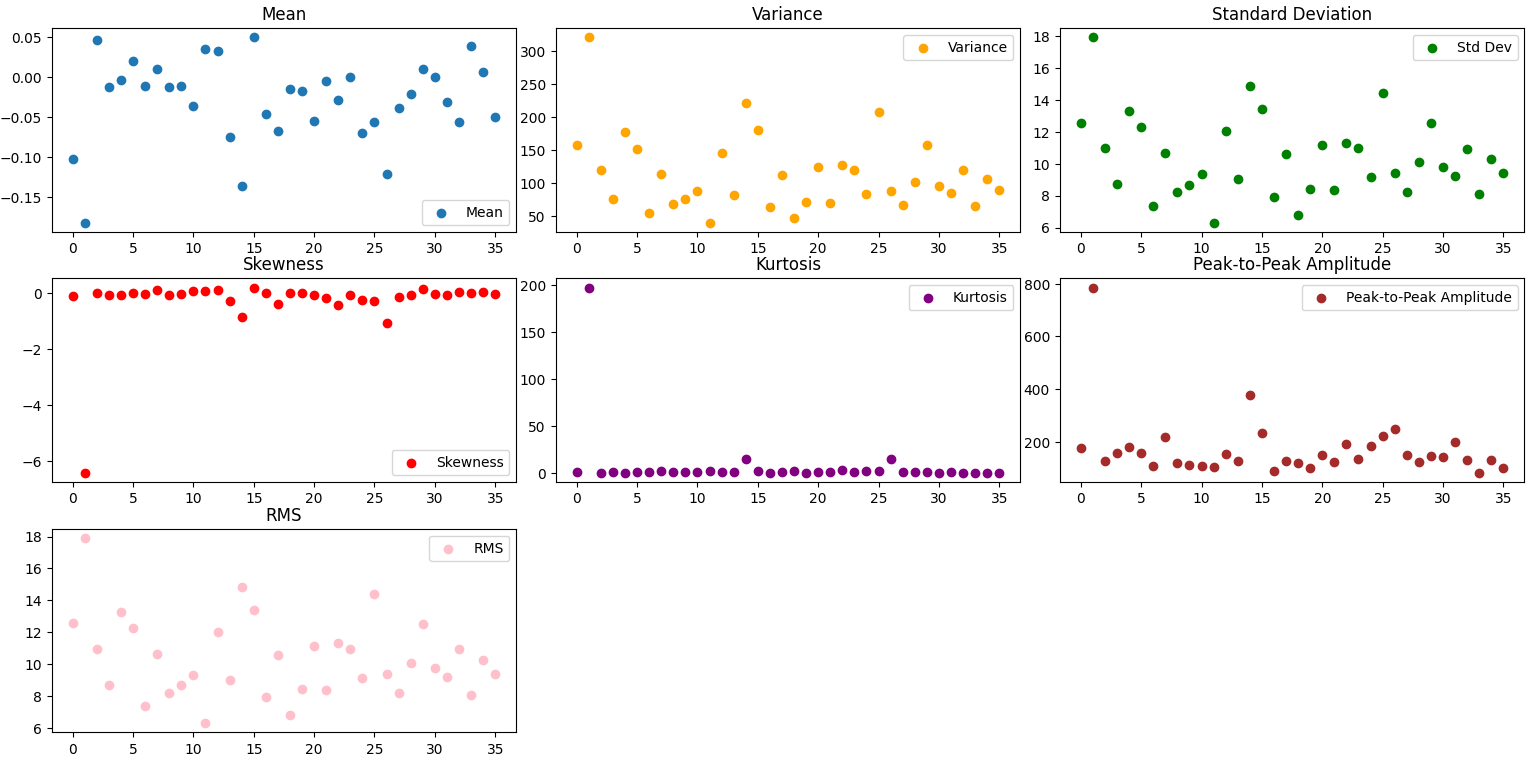 Mean
Variance
Standard Deviation
0.05
0.00
−0.05
−0.10
−0.15
Mean
0 5 10 15 20 25 30 35
300
250
200
150
100
50
Variance
0 5 10 15 20 25 30 35
18
16
14
12
10
8
6
Std Dev
0 5 10 15 20 25 30 35
Skewness
Kurtosis
Peak-to-Peak Amplitude
0
−2
−4
−6
Skewness
0 5 10 15 20 25 30 35
200
150
100
50
0
Kurtosis
0 5 10 15 20 25 30 35
800
600
400
200
Peak-to-Peak Amplitude
0 5 10 15 20 25 30 35
RMS
18
16
14
12
10
8
6
RMS
0 5 10 15 20 25 30 35